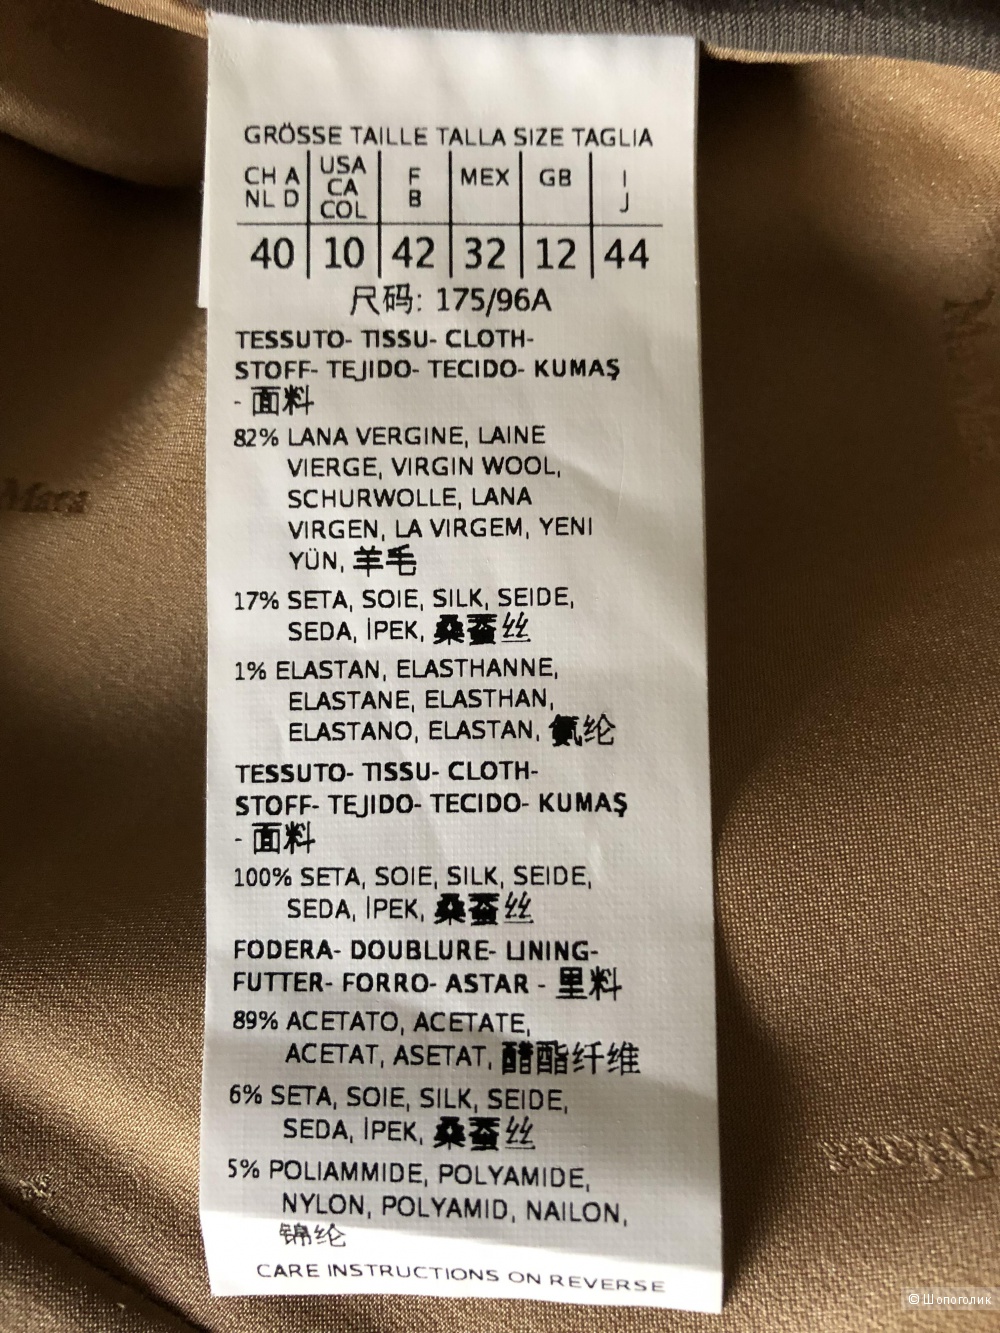 GRÖSSE TAILLE TALLA SIZE TAGLIA
CH A NL D | USA CA COL | F B | MEX | GB | I J
40 | 10 | 42 | 32 | 12 | 44
尺码: 175/96A
TESSUTO- TISSU- CLOTH-
STOFF- TEJIDO- TECIDO- KUMAŞ
- 面料
82% LANA VERGINE, LAINE
VIERGE, VIRGIN WOOL,
SCHURWOLLE, LANA
VIRGEN, LA VIRGEM, YENI
YÜN, 羊毛
17% SETA, SOIE, SILK, SEIDE,
SEDA, İPEK, 桑蚕丝
1% ELASTAN, ELASTHANNE,
ELASTANE, ELASTHAN,
ELASTANO, ELASTAN, 氨纶
TESSUTO- TISSU- CLOTH-
STOFF- TEJIDO- TECIDO- KUMAŞ
- 面料
100% SETA, SOIE, SILK, SEIDE,
SEDA, İPEK, 桑蚕丝
FODERA- DOUBLURE- LINING-
FUTTER- FORRO- ASTAR - 里料
89% ACETATO, ACETATE,
ACETAT, ASETAT, 醋酯纤维
6% SETA, SOIE, SILK, SEIDE,
SEDA, İPEK, 桑蚕丝
5% POLIAMMIDE, POLYAMIDE,
NYLON, POLYAMID, NAILON,
锦纶
CARE INSTRUCTIONS ON REVERSE
Mara
© Шопоголик